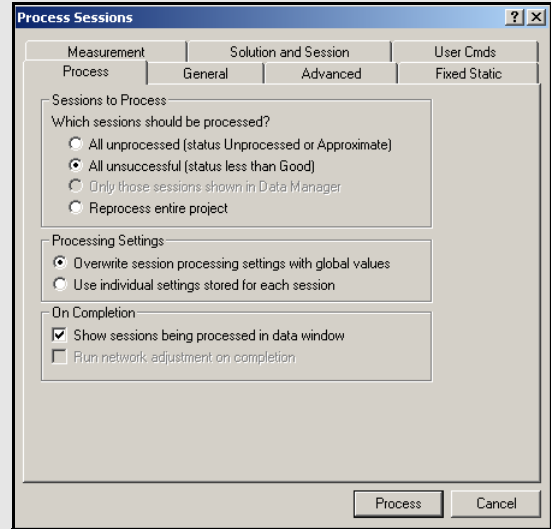 Process Sessions
Measurement Solution and Session User Cmds
Process General Advanced Fixed Static
Sessions to Process
Which sessions should be processed?
All unprocessed (status Unprocessed or Approximate)
All unsuccessful (status less than Good)
Only those sessions shown in Data Manager
Reprocess entire project
Processing Settings
Overwrite session processing settings with global values
Use individual settings stored for each session
On Completion
Show sessions being processed in data window
Run network adjustment on completion
Process Cancel